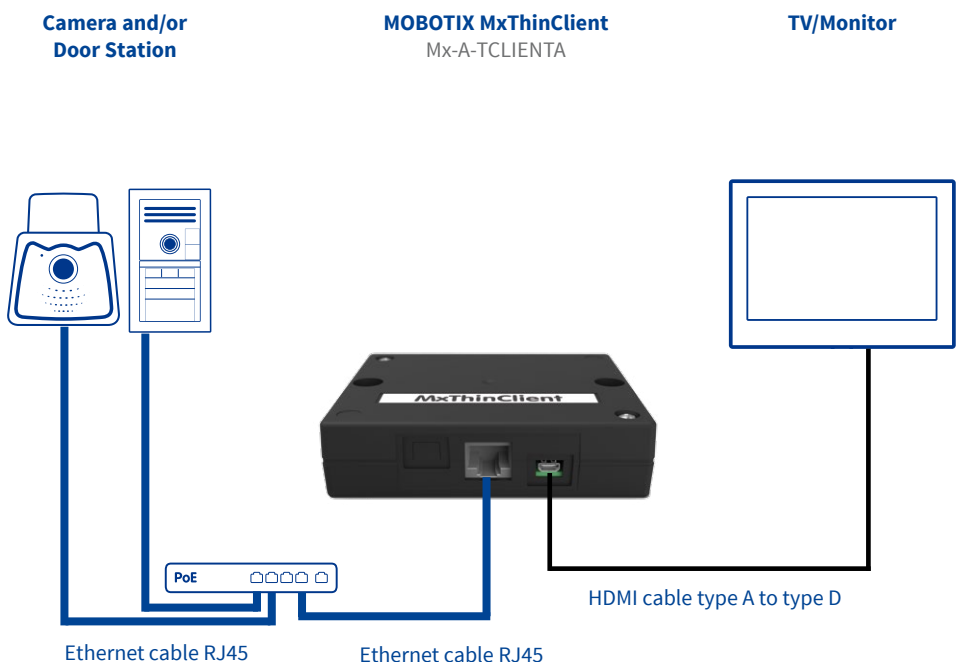 Camera and/or
Door Station
MOBOTIX MxThinClient
Mx-A-TCLIENTA
TV/Monitor
MxThinClient
PoE
HDMI cable type A to type D
Ethernet cable RJ45
Ethernet cable RJ45